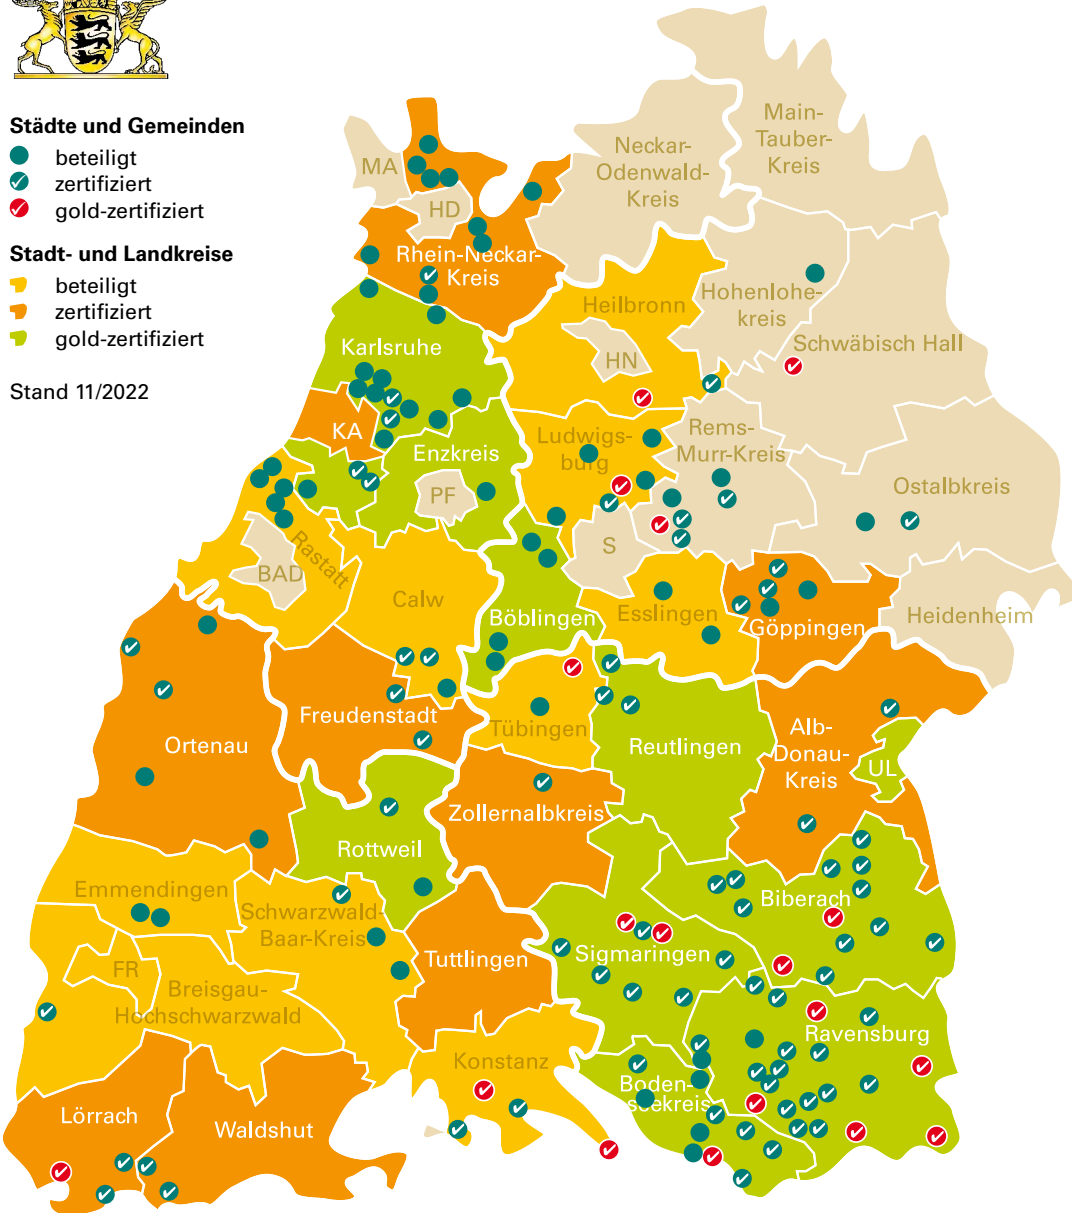 Städte und Gemeinden
beteiligt
zertifiziert
gold-zertifiziert
Stadt- und Landkreise
beteiligt
zertifiziert
gold-zertifiziert
Stand 11/2022
Main-
Tauber-
Kreis
Neckar-
Odenwald-
Kreis
MA
HD
Rhein-Neckar-
Kreis
Heilbronn
Hohenlohe-
kreis
Schwäbisch Hall
HN
Karlsruhe
KA
Enzkreis
Ludwigs-
burg
Rems-
Murr-Kreis
Ostalbkreis
PF
S
Rastatt
BAD
Calw
Böblingen
Esslingen
Göppingen
Heidenheim
Freudenstadt
Tübingen
Reutlingen
Alb-
Donau-
Kreis
UL
Ortenau
Zollernalbkreis
Rottweil
Emmendingen
Schwarzwald-
Baar-Kreis
Biberach
Tuttlingen
Sigmaringen
FR
Breisgau-
Hochschwarzwald
Ravensburg
Konstanz
Boden-
seekreis
Lörrach
Waldshut